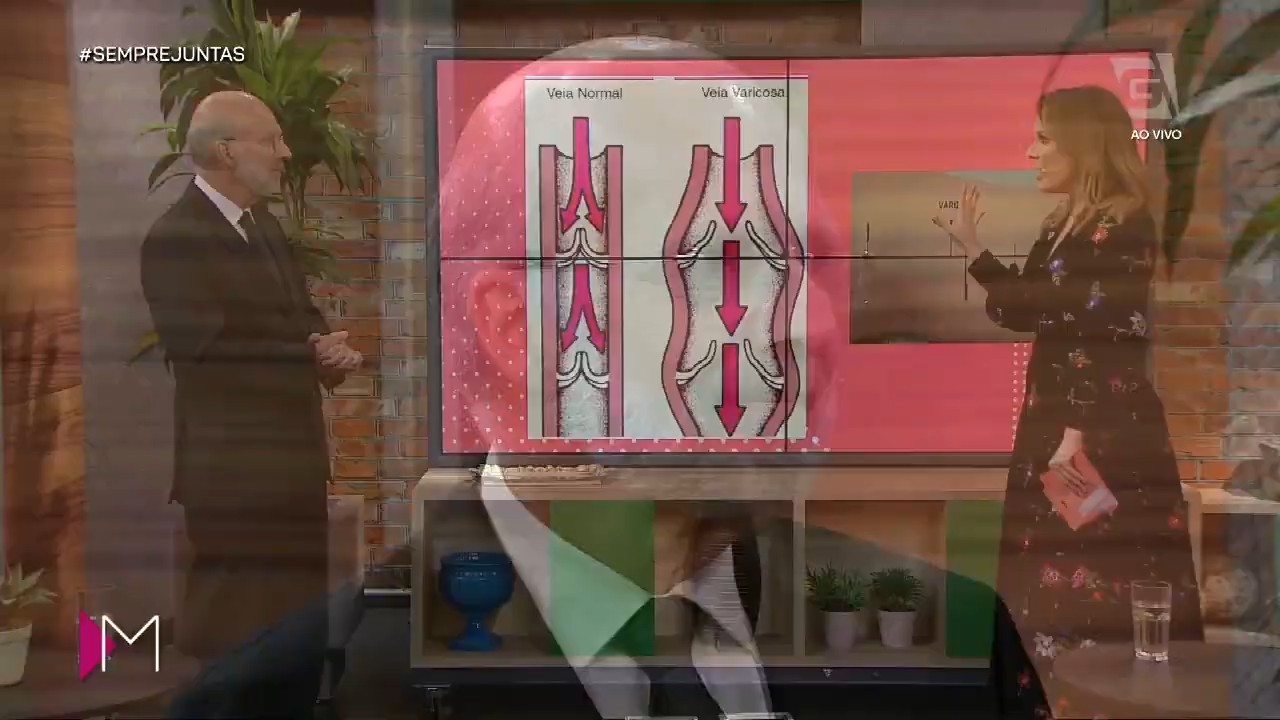 #SEMPREJUNTAS
Veia Normal
Veia Varicosa
AO VIVO
M